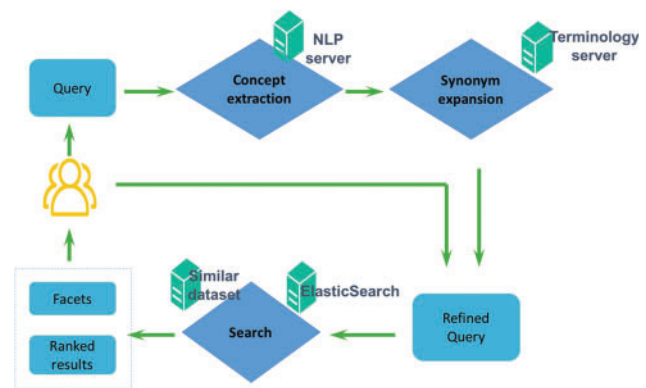 NLP
server
Terminology
server
Query
Concept
extraction
Synonym
expansion
Similar
dataset
ElasticSearch
Facets
Search
Refined
Query
Ranked
results